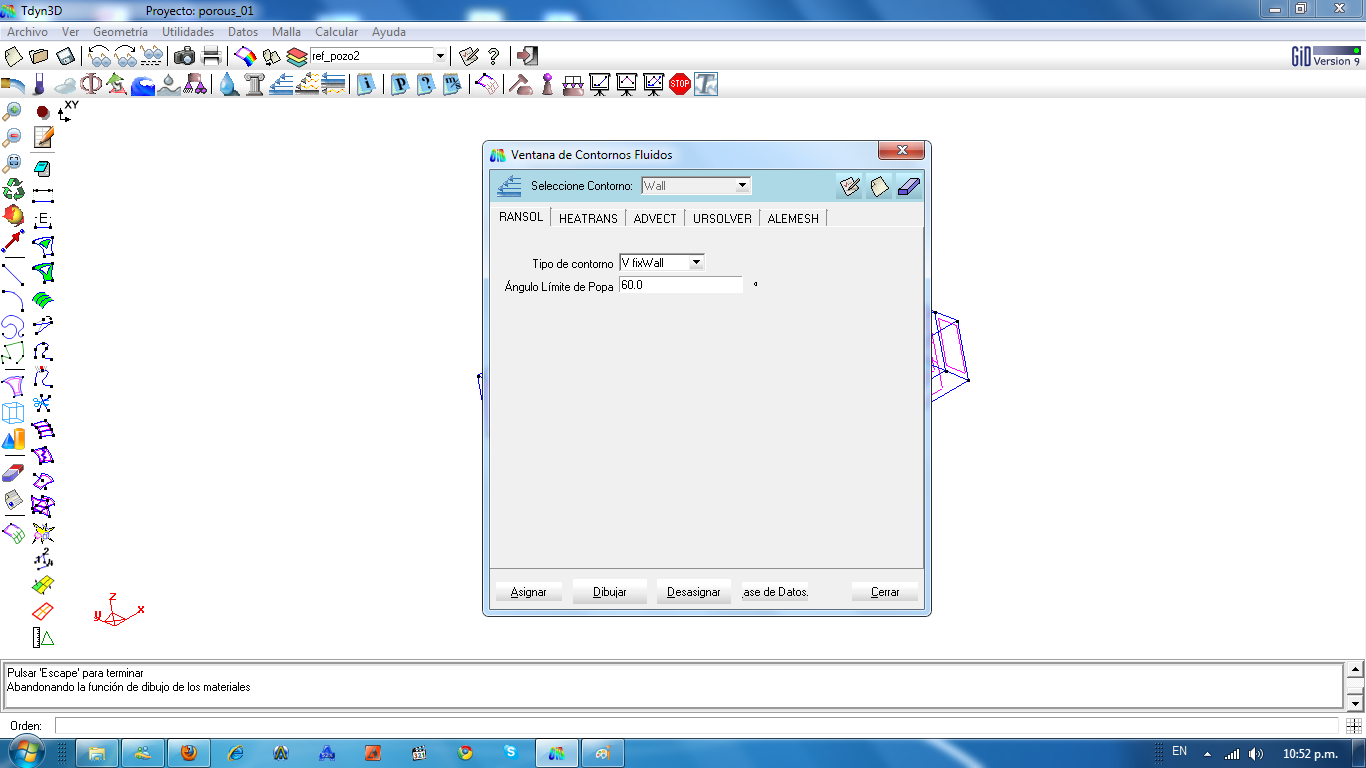 Tdyn3D Proyecto: porous_01
Archivo Ver Geometría Utilidades Datos Malla Calcular Ayuda
ref_pozo2
GiD Version 9
STOP
XY
Ventana de Contornos Fluidos
Seleccione Contorno: Wall
RANSOL HEATRANS ADVECT URSOLVER ALEMESH
Tipo de contorno V fixWall
Ángulo Límite de Popa 60.0 º
Asignar Dibujar Desasignar ase de Datos. Cerrar
z
y x
Pulsar 'Escape' para terminar
Abandonando la función de dibujo de los materiales
Orden:
EN 10:52 p.m.